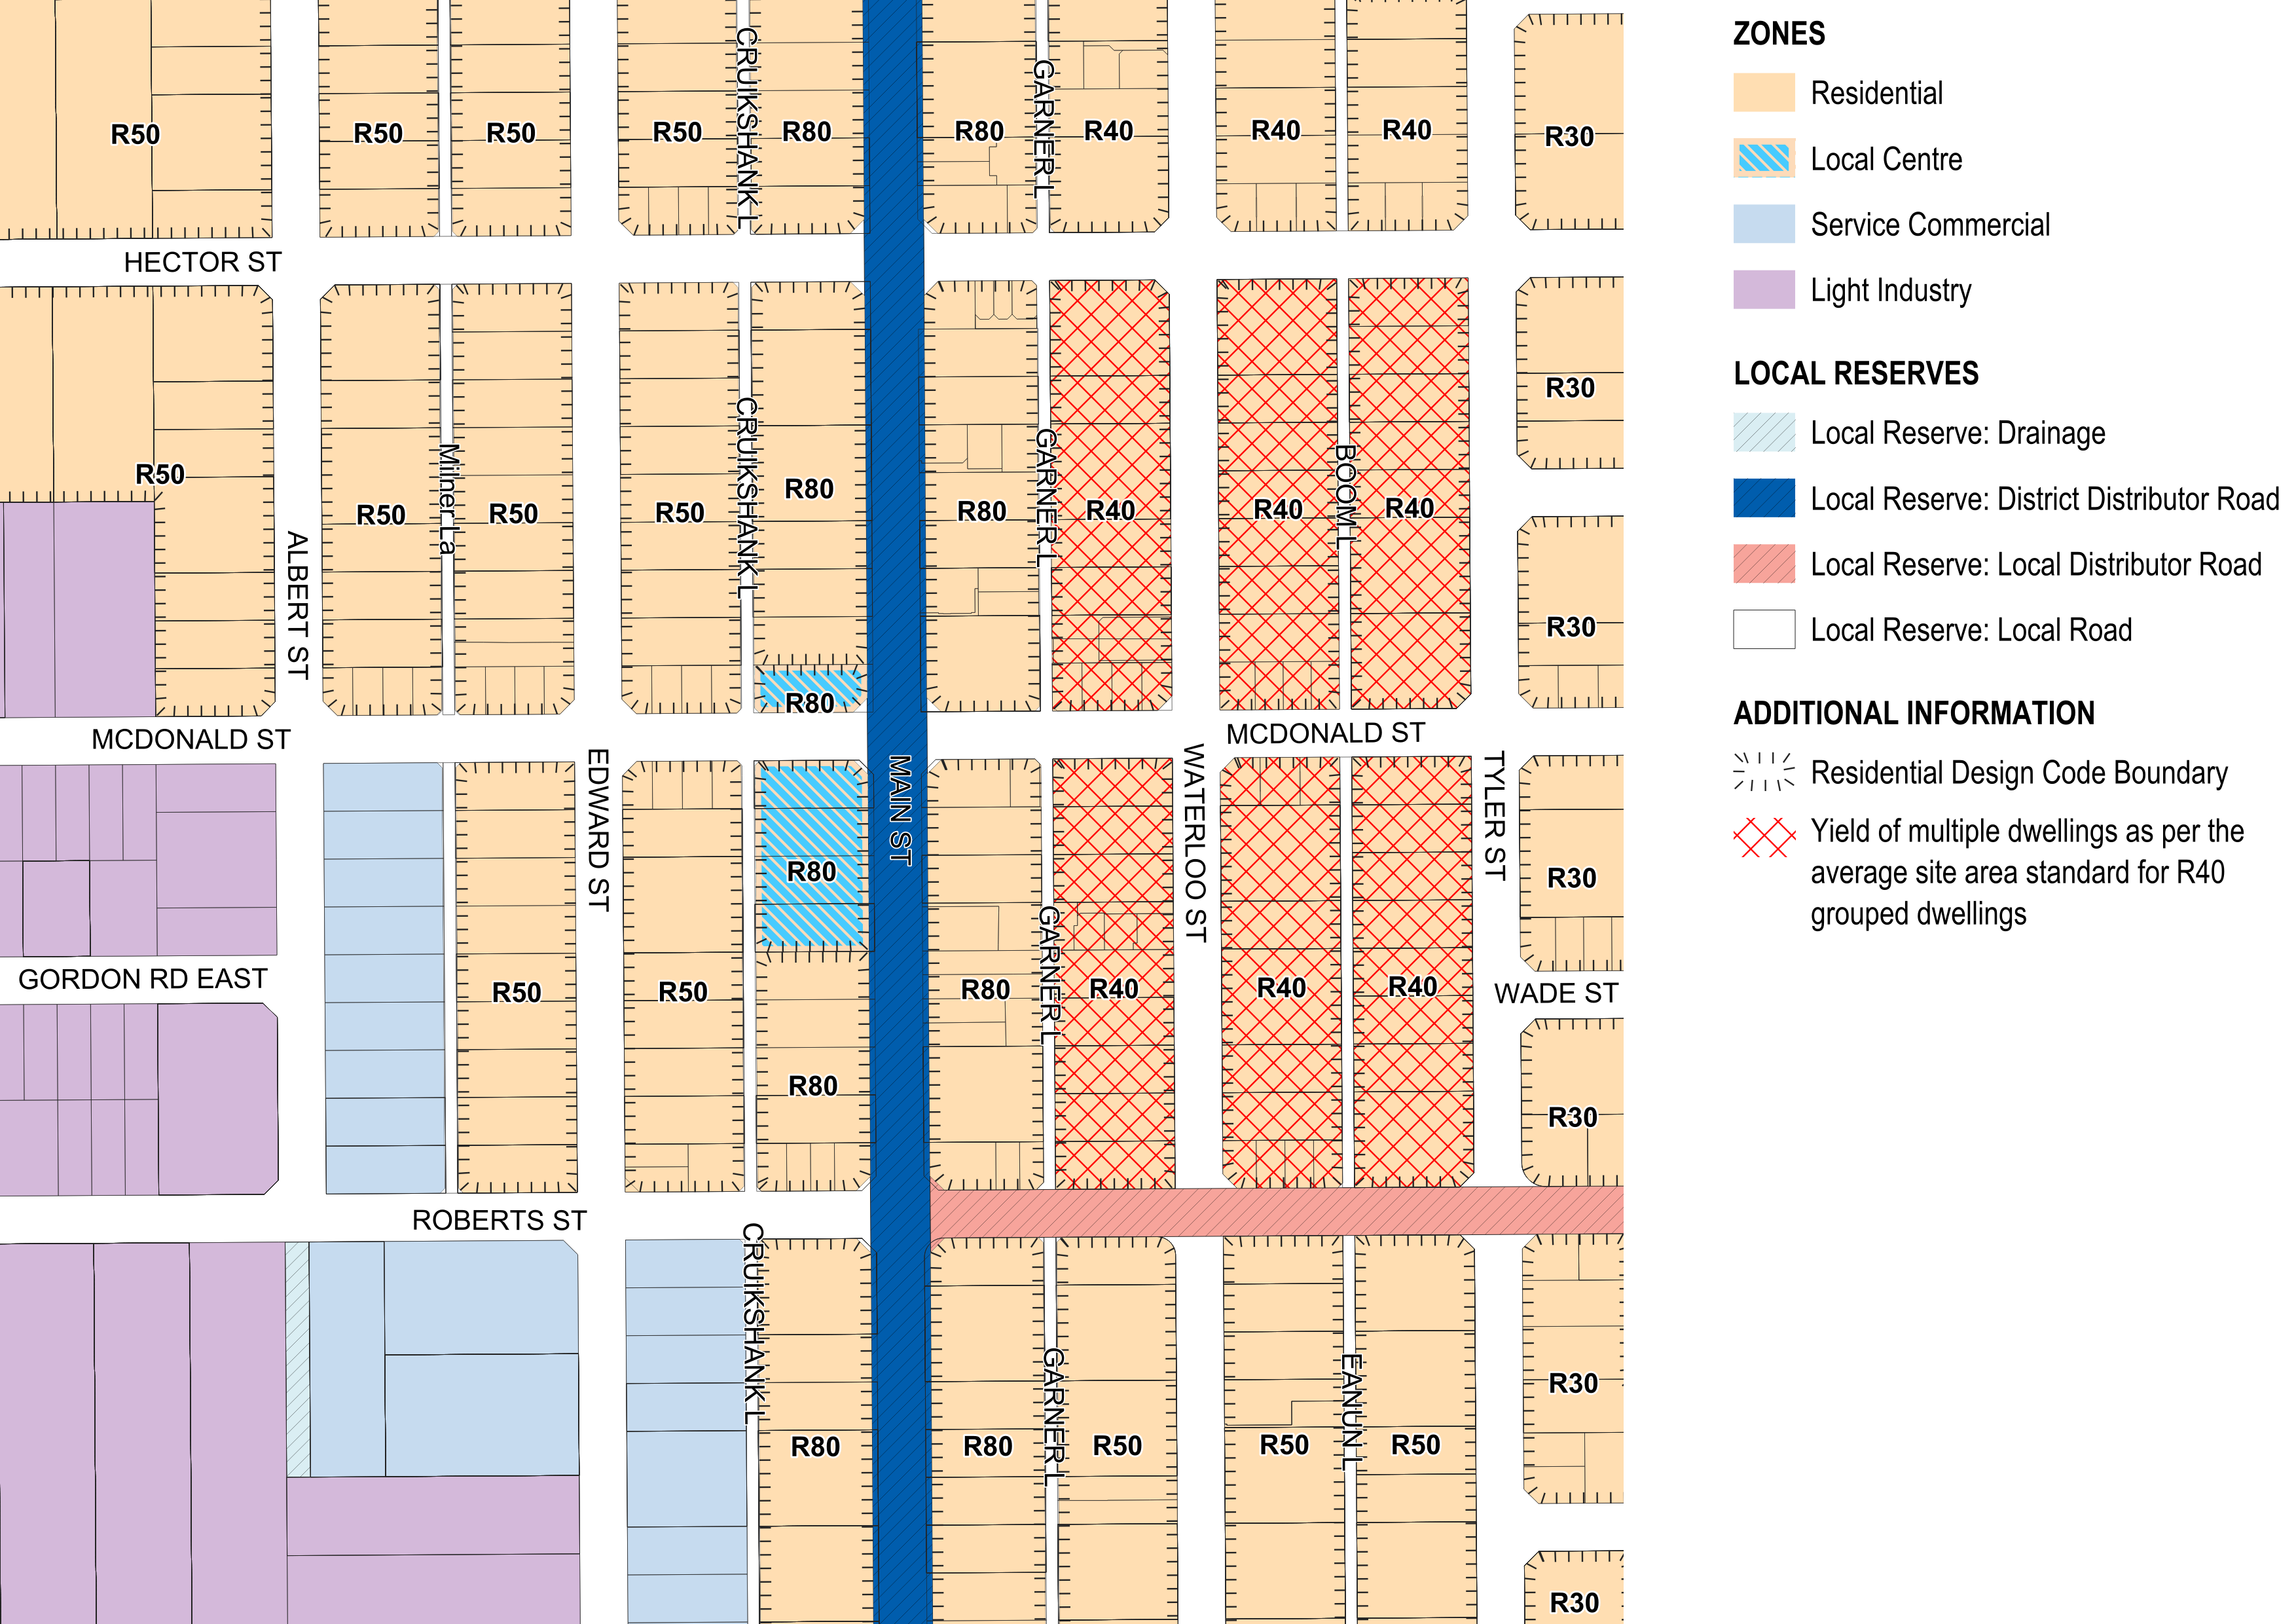 R50
R50
R50
R50
CRUIKSHANK L
R80
R80
GARNER L
R40
R40
R40
R30
HECTOR ST
R50
R50
Milner La
R50
R50
CRUIKSHANK L
R80
R80
GARNER L
R40
R40
BOOM L
R40
R30
R30
ALBERT ST
R80
MCDONALD ST
MCDONALD ST
EDWARD ST
MAIN ST
WATERLOO ST
TYLER ST
R80
R30
GORDON RD EAST
R50
R50
R80
GARNER L
R40
R40
R40
WADE ST
R80
R30
ROBERTS ST
CRUIKSHANK L
R80
R80
GARNER L
R50
R50
EANUN L
R50
R30
R30
ZONES
Residential
Local Centre
Service Commercial
Light Industry
LOCAL RESERVES
Local Reserve: Drainage
Local Reserve: District Distributor Road
Local Reserve: Local Distributor Road
Local Reserve: Local Road
ADDITIONAL INFORMATION
Residential Design Code Boundary
Yield of multiple dwellings as per the
average site area standard for R40
grouped dwellings